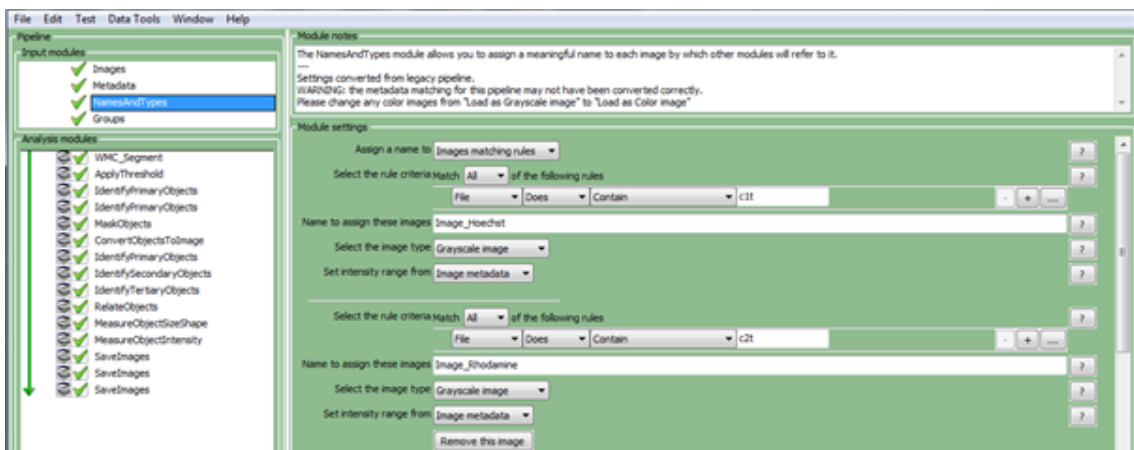 File Edit Test Data Tools Window Help
Pipeline
Input modules
Images
Metadata
NamesAndTypes
Groups
Analysis modules
WMC_Segment
ApplyThreshold
IdentifyPrimaryObjects
IdentifyPrimaryObjects
MaskObjects
ConvertObjectsToImage
IdentifyPrimaryObjects
IdentifySecondaryObjects
IdentifyTertiaryObjects
RelateObjects
MeasureObjectSizeShape
MeasureObjectIntensity
SaveImages
SaveImages
SaveImages
Module notes
The NamesAndTypes module allows you to assign a meaningful name to each image by which other modules will refer to it.
---
Settings converted from legacy pipeline.
WARNING: the metadata matching for this pipeline may not have been converted correctly.
Please change any color images from "Load as Grayscale image" to "Load as Color image"
Module settings
Assign a name to Images matching rules ?
Select the rule criteria Match All of the following rules ?
File Does Contain c1t - + ...
Name to assign these images Image_Hoechst ?
Select the image type Grayscale image ?
Set intensity range from Image metadata ?
Select the rule criteria Match All of the following rules ?
File Does Contain c2t - + ...
Name to assign these images Image_Rhodamine ?
Select the image type Grayscale image ?
Set intensity range from Image metadata ?
Remove this image